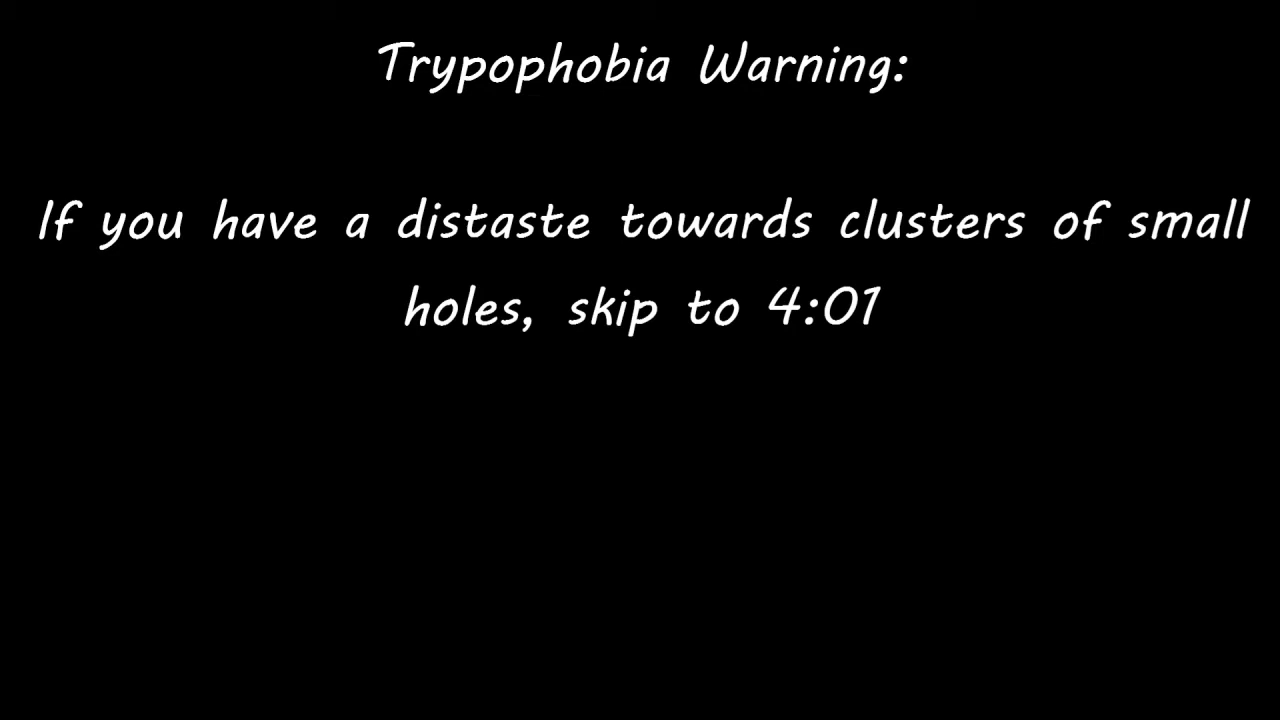 Trypophobia Warning:
If you have a distaste towards clusters of small
holes, skip to 4:01